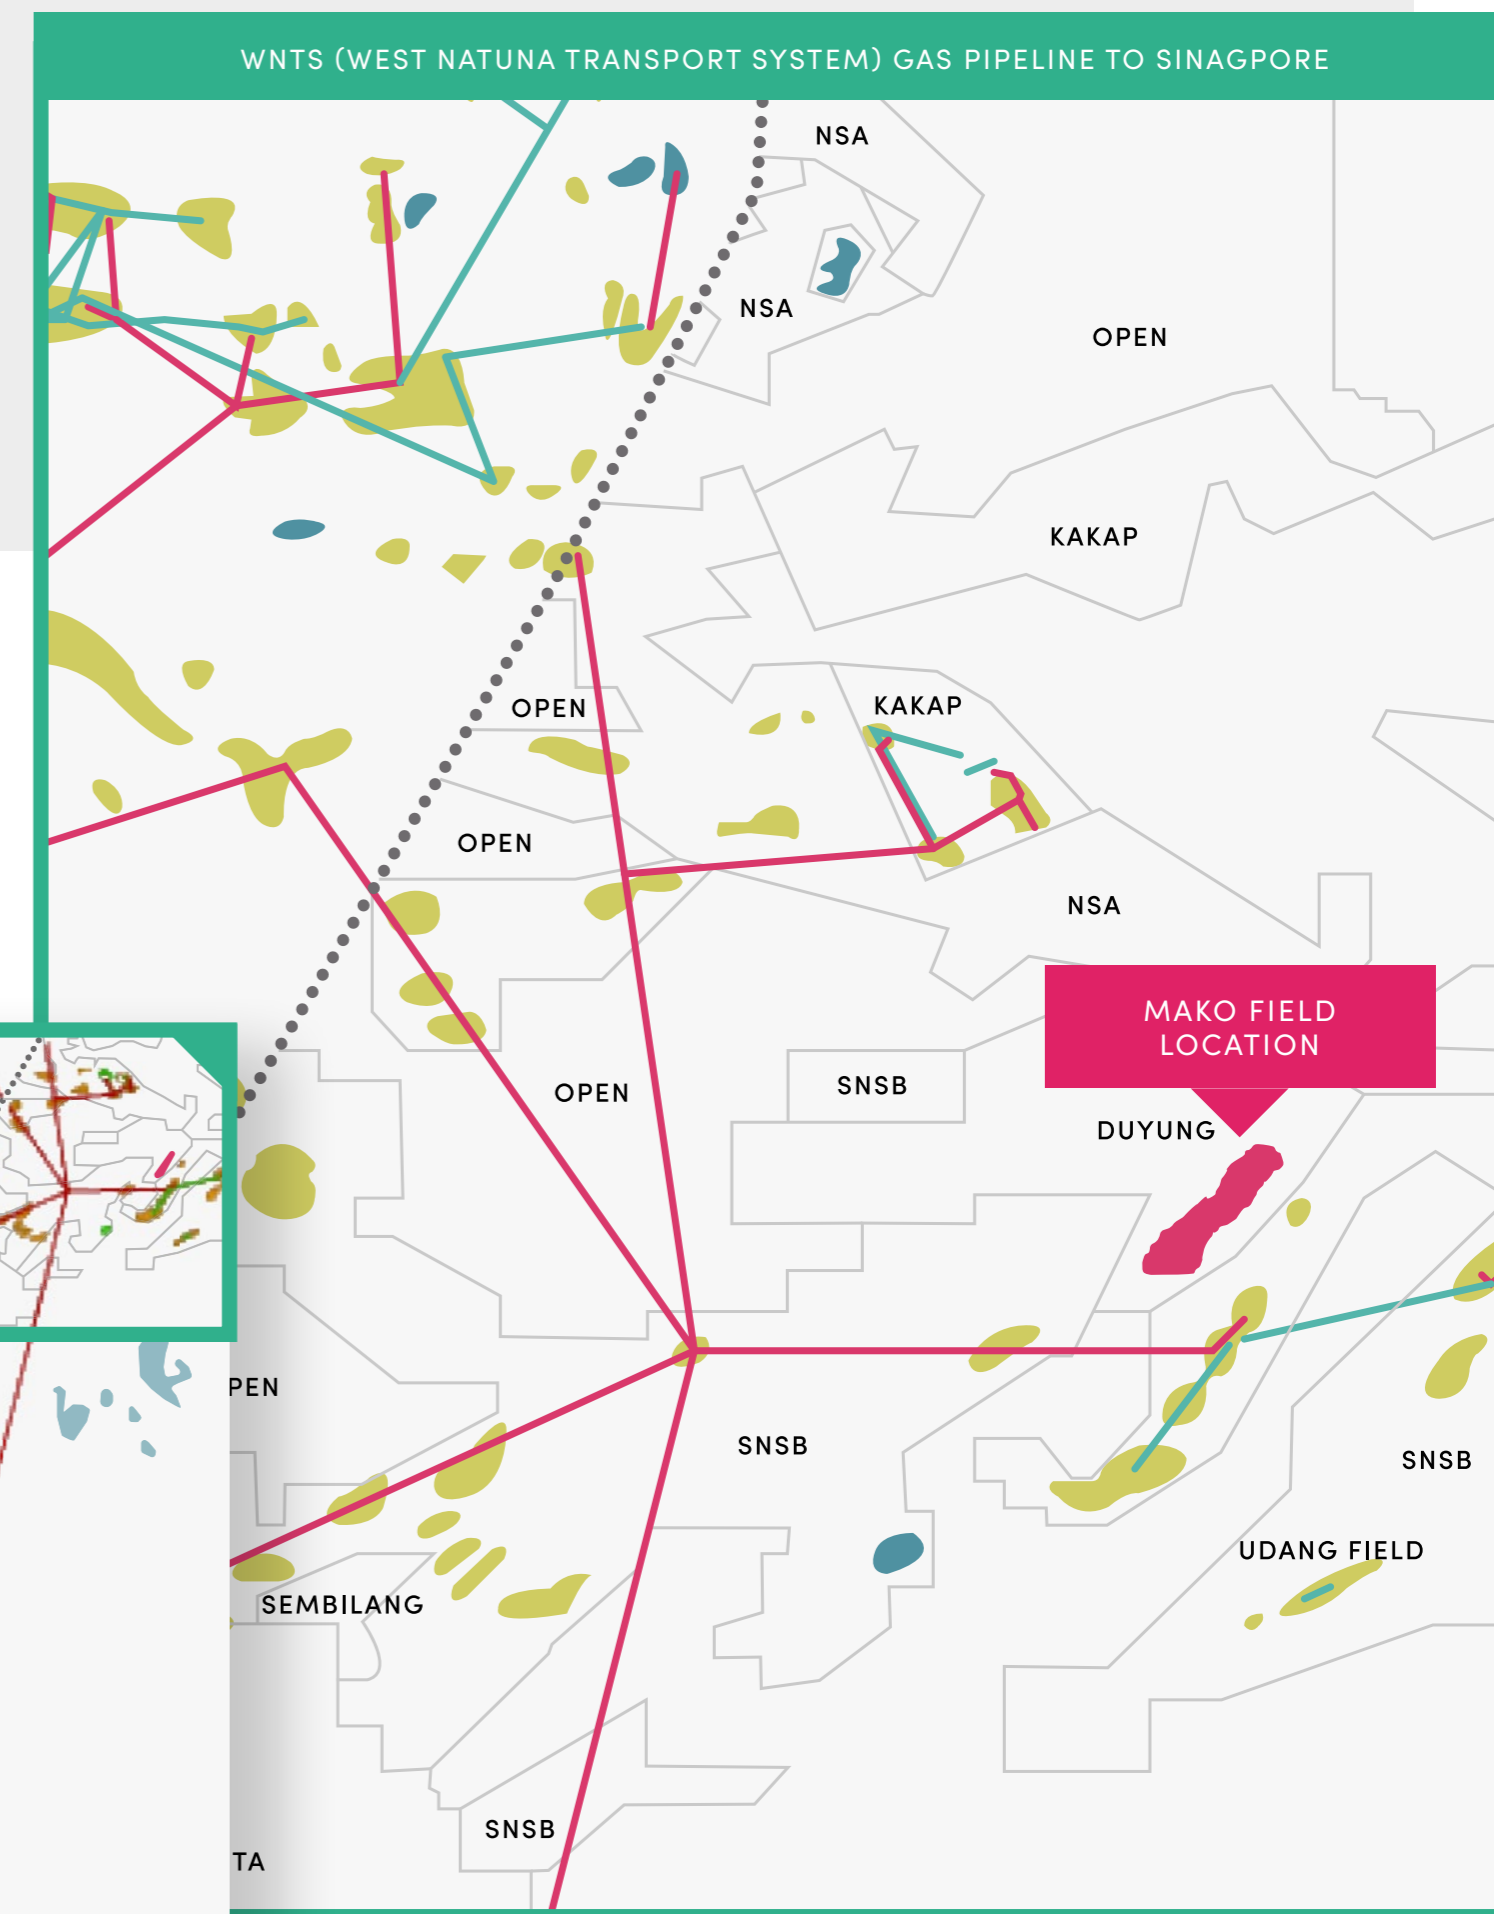 WNTS (WEST NATUNA TRANSPORT SYSTEM) GAS PIPELINE TO SINAGPORE
NSA
NSA
OPEN
KAKAP
OPEN
KAKAP
OPEN
NSA
MAKO FIELD
LOCATION
SNSB
OPEN
DUYUNG
PEN
SNSB
SNSB
UDANG FIELD
SEMBILANG
SNSB
TA